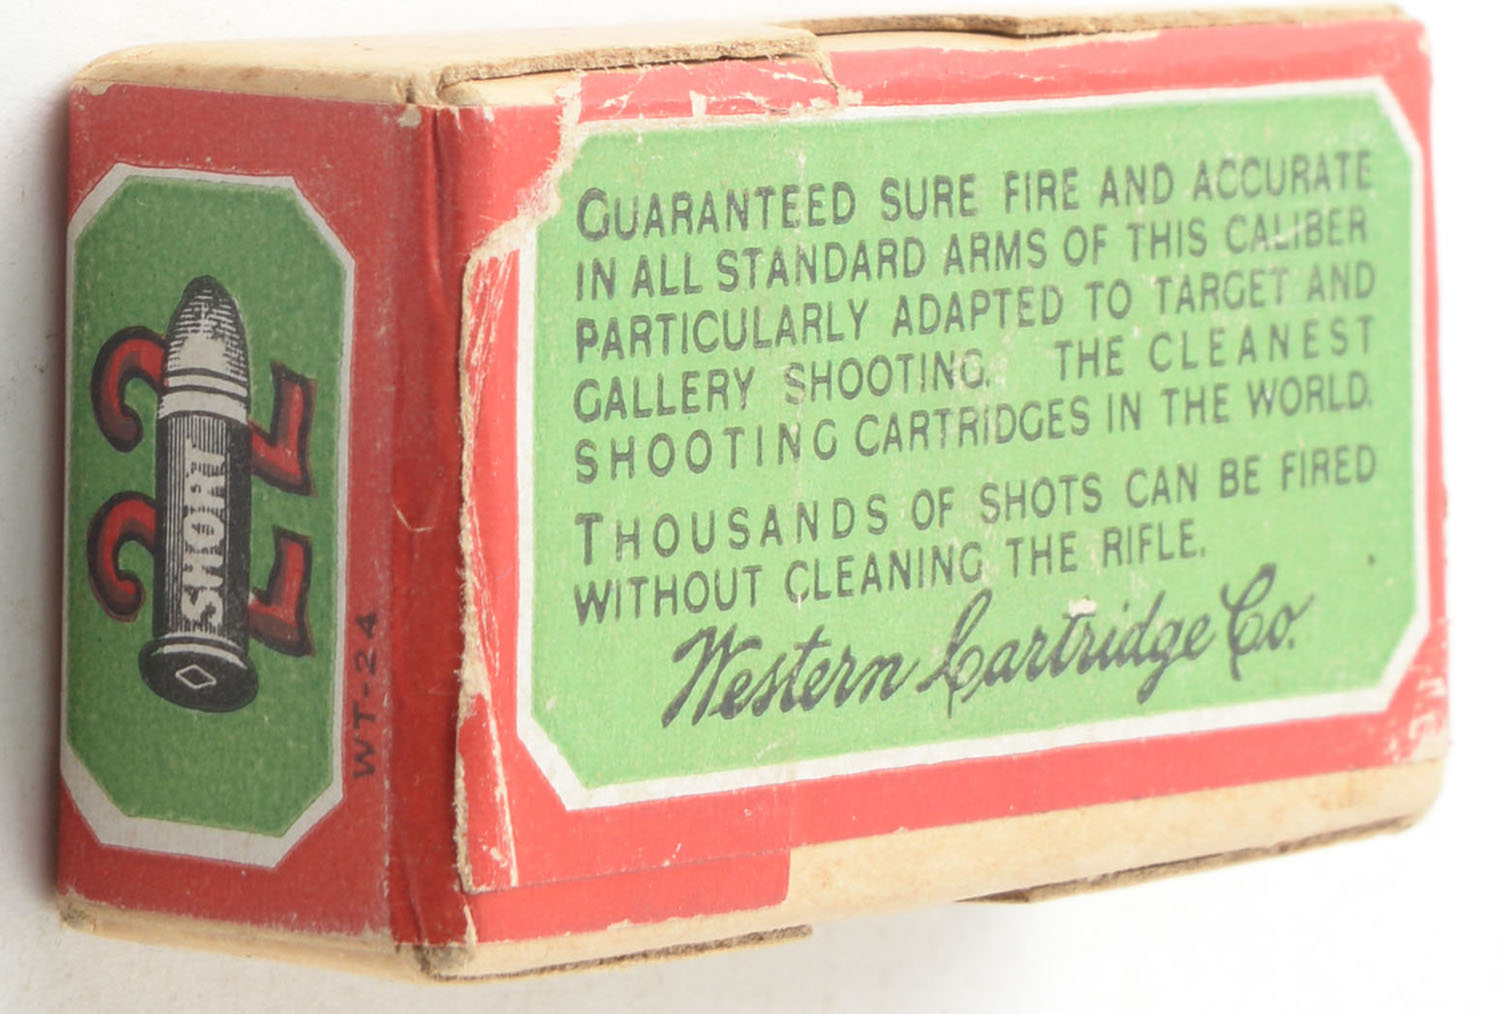 22
SHORT
22
WT-24
GUARANTEED SURE FIRE AND ACCURATE
IN ALL STANDARD ARMS OF THIS CALIBER
PARTICULARLY ADAPTED TO TARGET AND
GALLERY SHOOTING. THE CLEANEST
SHOOTING CARTRIDGES IN THE WORLD.
THOUSANDS OF SHOTS CAN BE FIRED
WITHOUT CLEANING THE RIFLE.
Western Cartridge Co.